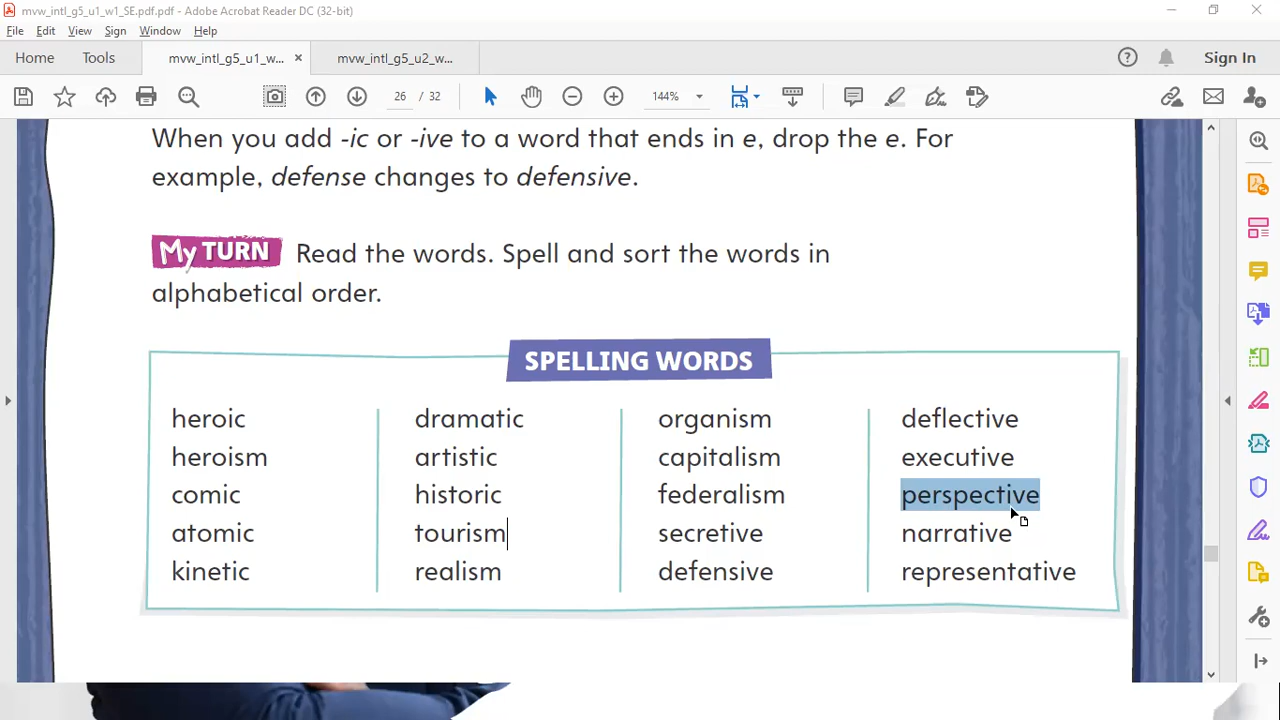 mvw_intl_g5_u1_w1_SE.pdf.pdf - Adobe Acrobat Reader DC (32-bit)
File Edit View Sign Window Help
Home Tools mvw_intl_g5_u1_w... × mvw_intl_g5_u2_w... Sign In
26 / 32 144%
When you add -ic or -ive to a word that ends in e, drop the e. For
example, defense changes to defensive.
My TURN Read the words. Spell and sort the words in
alphabetical order.
SPELLING WORDS
heroic dramatic organism deflective
heroism artistic capitalism executive
comic historic federalism perspective
atomic tourism secretive narrative
kinetic realism defensive representative